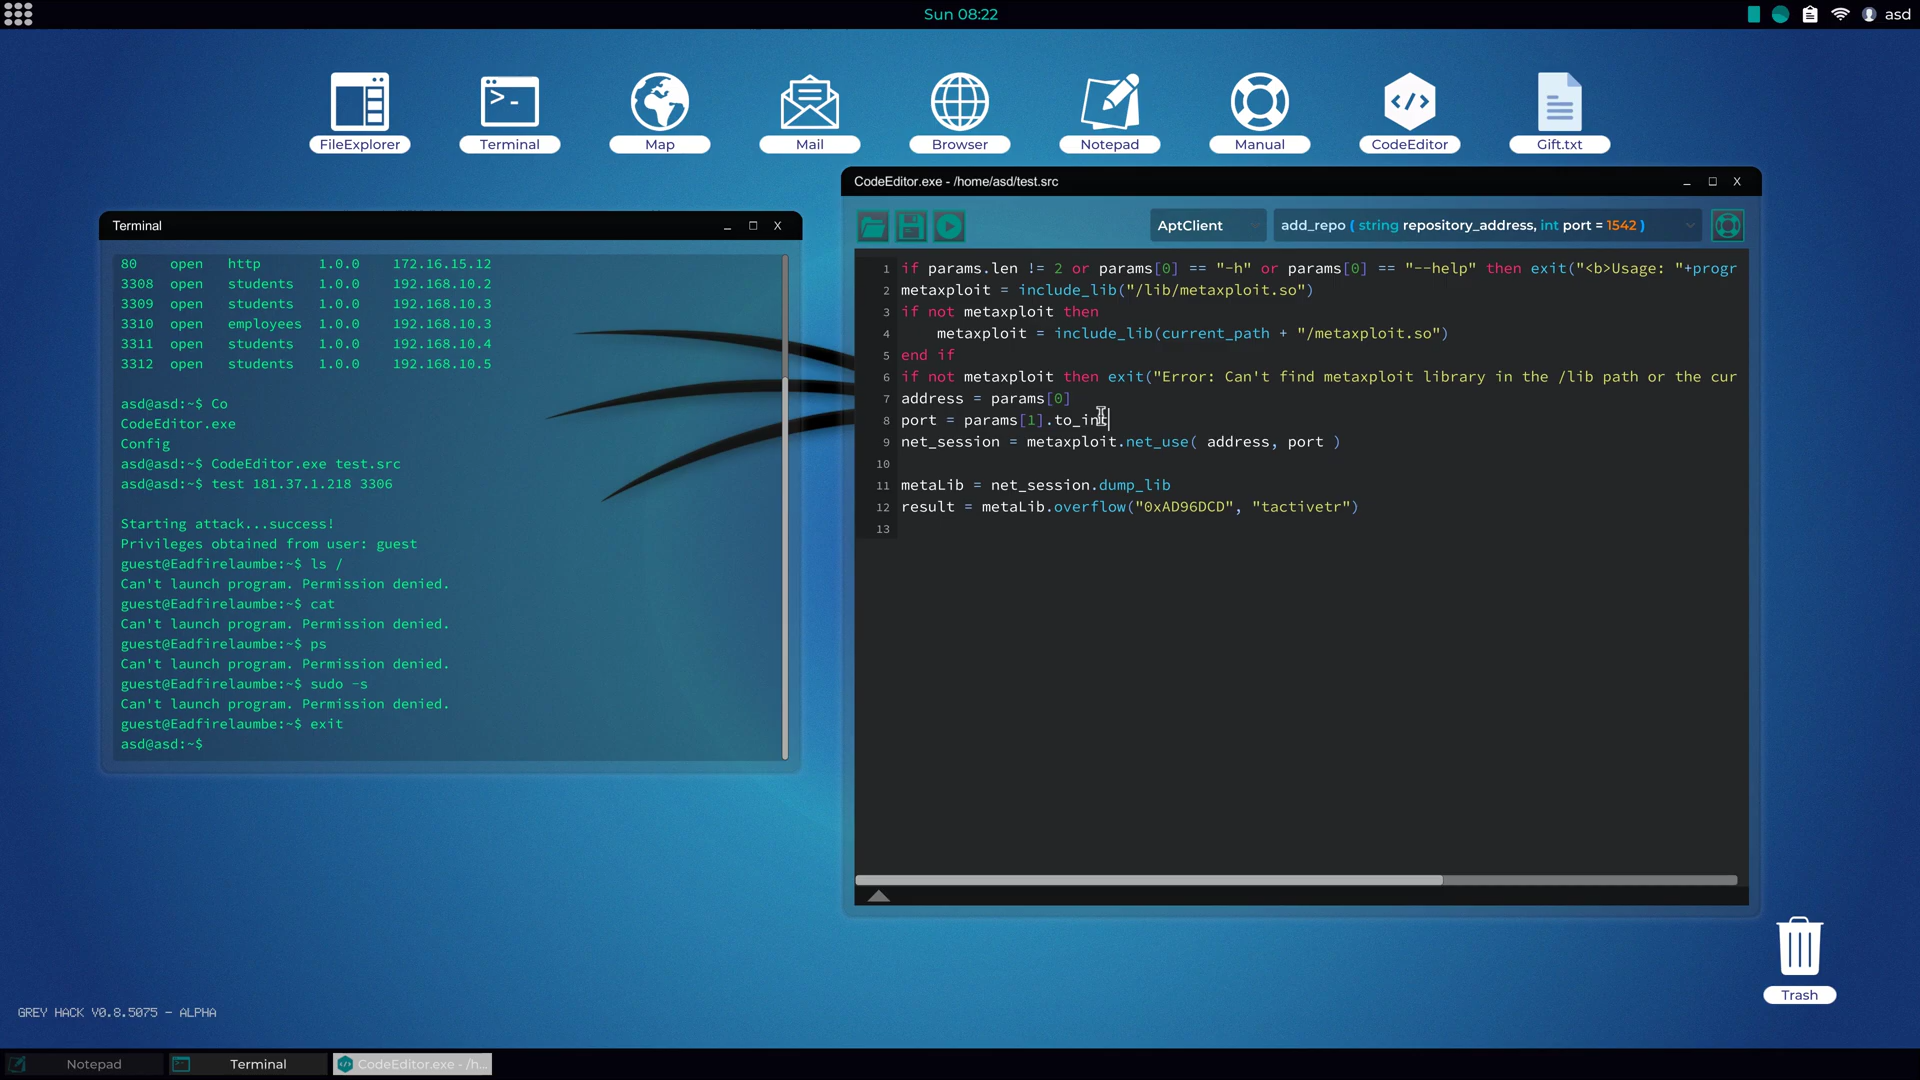 Sun 08:22
asd
FileExplorer
Terminal
Map
Mail
Browser
Notepad
Manual
CodeEditor
Gift.txt
Terminal
_ □ X
80 open http 1.0.0 172.16.15.12
3308 open students 1.0.0 192.168.10.2
3309 open students 1.0.0 192.168.10.3
3310 open employees 1.0.0 192.168.10.3
3311 open students 1.0.0 192.168.10.4
3312 open students 1.0.0 192.168.10.5
asd@asd:~$ Co
CodeEditor.exe
Config
asd@asd:~$ CodeEditor.exe test.src
asd@asd:~$ test 181.37.1.218 3306
Starting attack...success!
Privileges obtained from user: guest
guest@Eadfirelaumbe:~$ ls /
Can't launch program. Permission denied.
guest@Eadfirelaumbe:~$ cat
Can't launch program. Permission denied.
guest@Eadfirelaumbe:~$ ps
Can't launch program. Permission denied.
guest@Eadfirelaumbe:~$ sudo -s
Can't launch program. Permission denied.
guest@Eadfirelaumbe:~$ exit
asd@asd:~$
CodeEditor.exe - /home/asd/test.src
_ □ X
AptClient
add_repo ( string repository_address, int port = 1542 )
1 if params.len != 2 or params[0] == "-h" or params[0] == "--help" then exit("<b>Usage: "+progr
2 metaxploit = include_lib("/lib/metaxploit.so")
3 if not metaxploit then
4 metaxploit = include_lib(current_path + "/metaxploit.so")
5 end if
6 if not metaxploit then exit("Error: Can't find metaxploit library in the /lib path or the cur
7 address = params[0]
8 port = params[1].to_int
9 net_session = metaxploit.net_use( address, port )
10
11 metaLib = net_session.dump_lib
12 result = metaLib.overflow("0xAD96DCD", "tactivetr")
13
Trash
GREY HACK V0.8.5075 - ALPHA
Notepad
Terminal
CodeEditor.exe - /h...